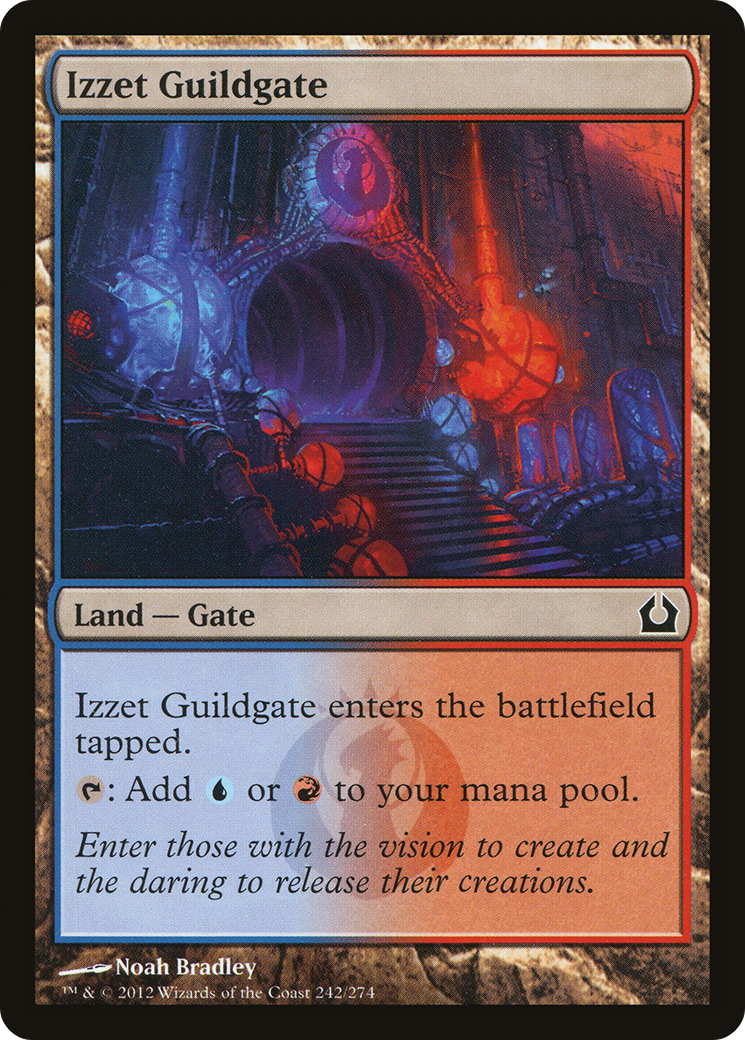 Izzet Guildgate
Land — Gate
Izzet Guildgate enters the battlefield
tapped.
: Add or to your mana pool.
Enter those with the vision to create and
the daring to release their creations.
Noah Bradley
™ & © 2012 Wizards of the Coast 242/274